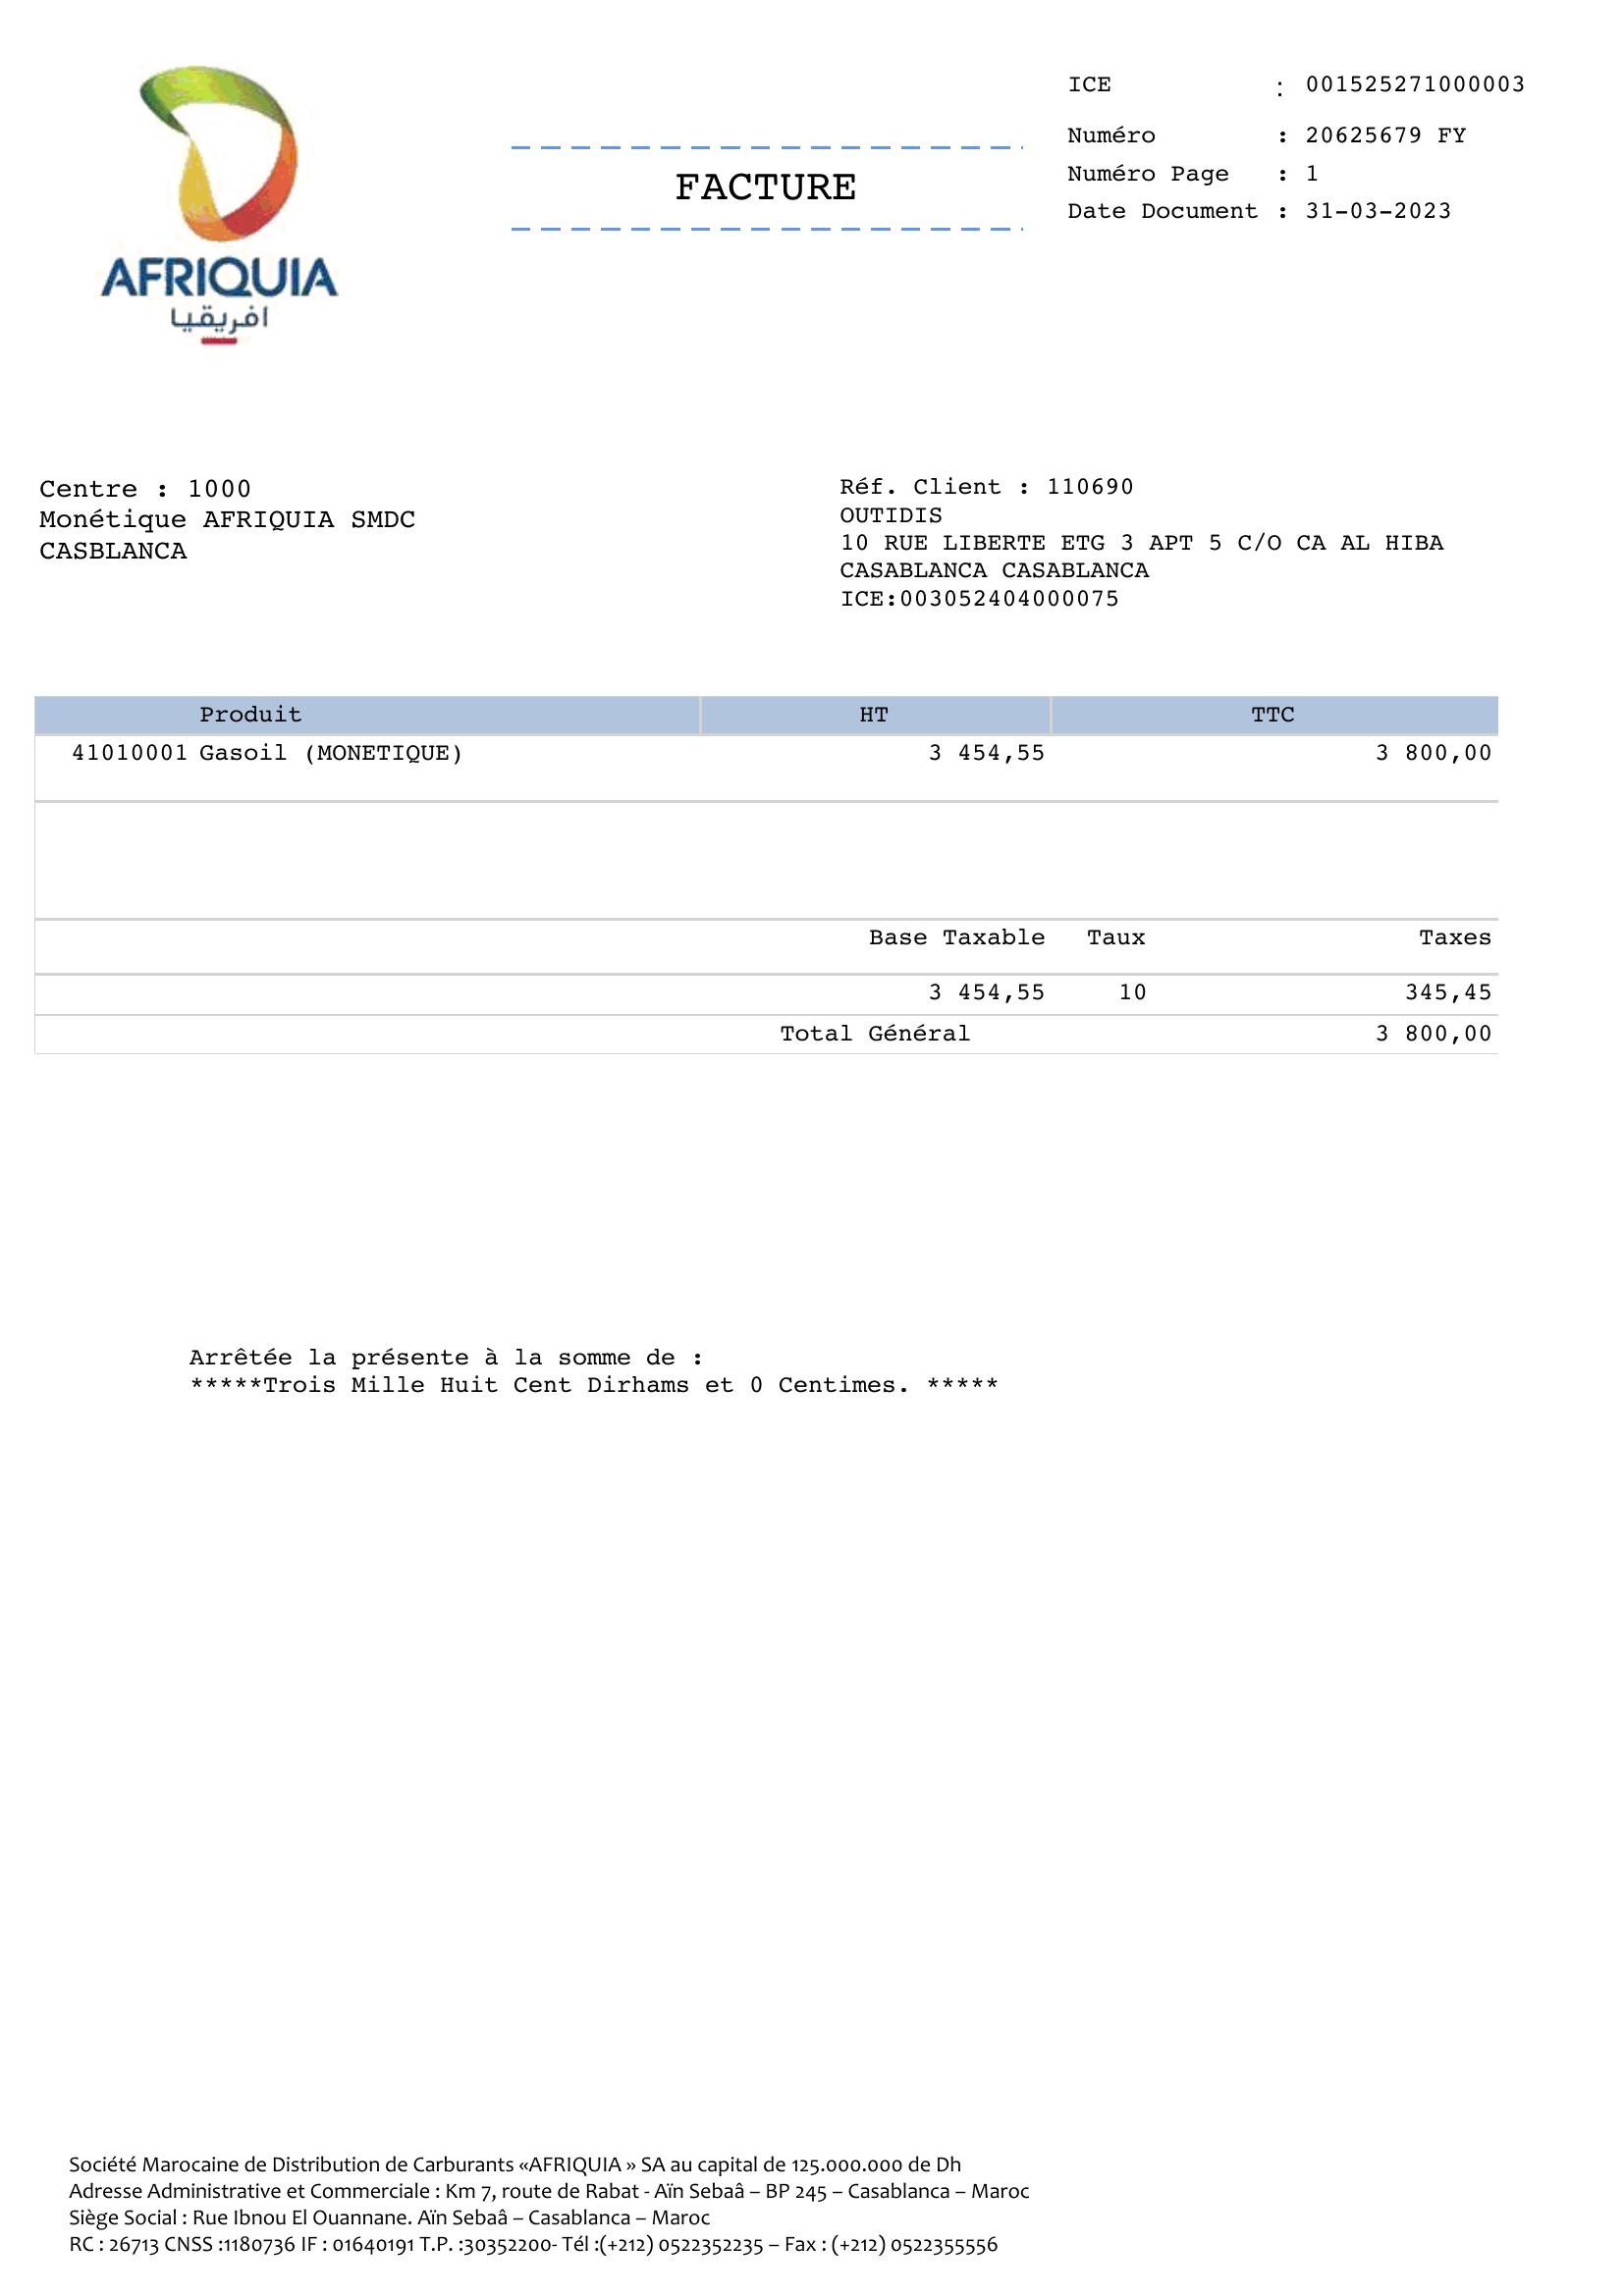 AFRIQUIA
افريقيا
FACTURE
ICE : 001525271000003
Numéro : 20625679 FY
Numéro Page : 1
Date Document : 31-03-2023
Centre : 1000
Monétique AFRIQUIA SMDC
CASBLANCA
Réf. Client : 110690
OUTIDIS
10 RUE LIBERTE ETG 3 APT 5 C/O CA AL HIBA
CASABLANCA CASABLANCA
ICE:003052404000075
Produit HT TTC
41010001 Gasoil (MONETIQUE) 3 454,55 3 800,00
Base Taxable Taux Taxes
3 454,55 10 345,45
Total Général 3 800,00
Arrêtée la présente à la somme de :
*****Trois Mille Huit Cent Dirhams et 0 Centimes. *****
Société Marocaine de Distribution de Carburants «AFRIQUIA » SA au capital de 125.000.000 de Dh
Adresse Administrative et Commerciale : Km 7, route de Rabat - Aïn Sebaâ – BP 245 – Casablanca – Maroc
Siège Social : Rue Ibnou El Ouannane. Aïn Sebaâ – Casablanca – Maroc
RC : 26713 CNSS :1180736 IF : 01640191 T.P. :30352200- Tél :(+212) 0522352235 – Fax : (+212) 0522355556